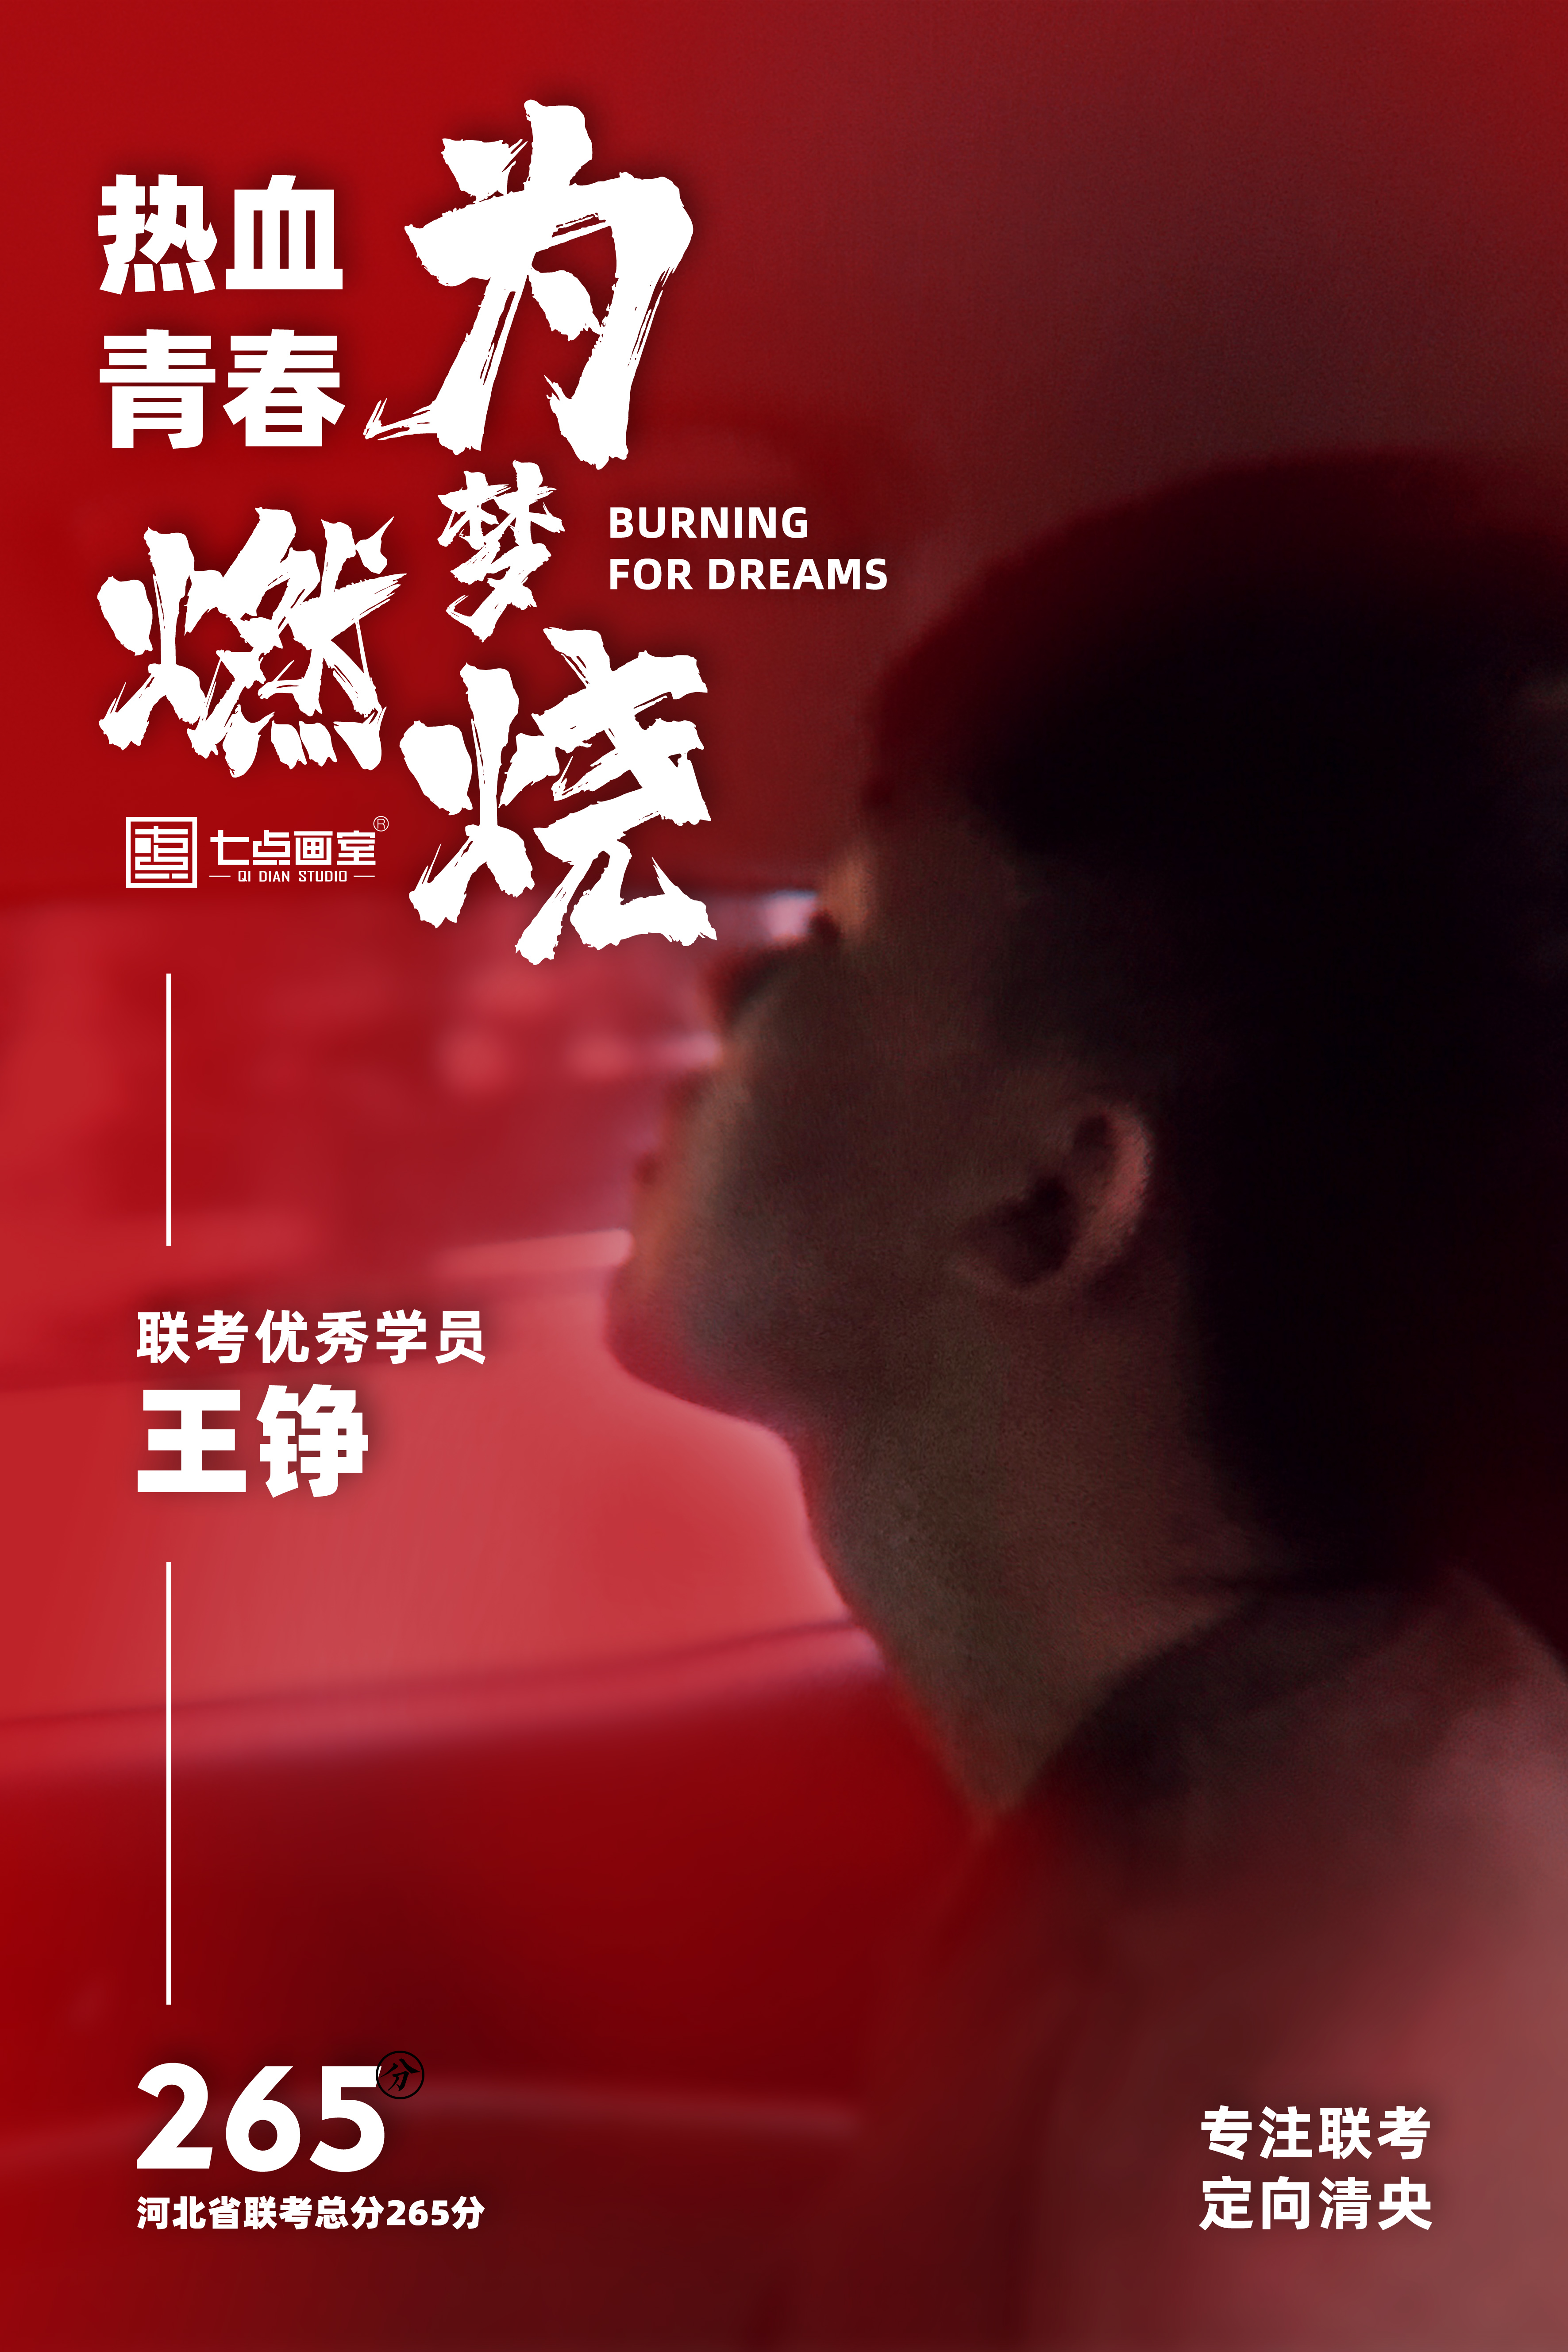 热血
青春
为
梦
燃烧
BURNING
FOR DREAMS
七点画室®
QI DIAN STUDIO
联考优秀学员
王铮
265分
河北省联考总分265分
专注联考
定向清央